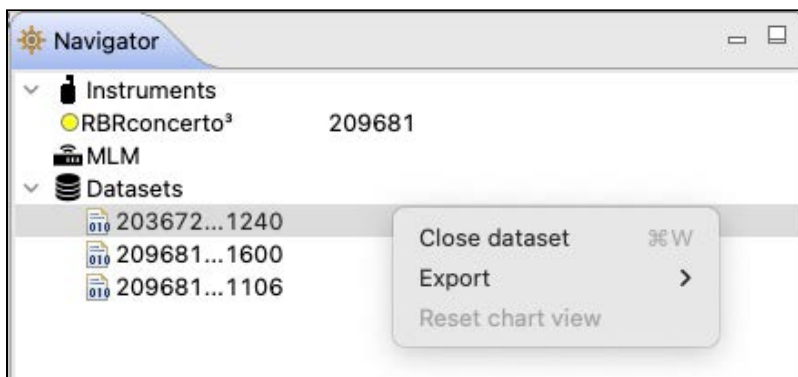 Navigator
Instruments
RBRconcerto³ 209681
MLM
Datasets
203672...1240
209681...1600
209681...1106
Close dataset ⌘W
Export
Reset chart view